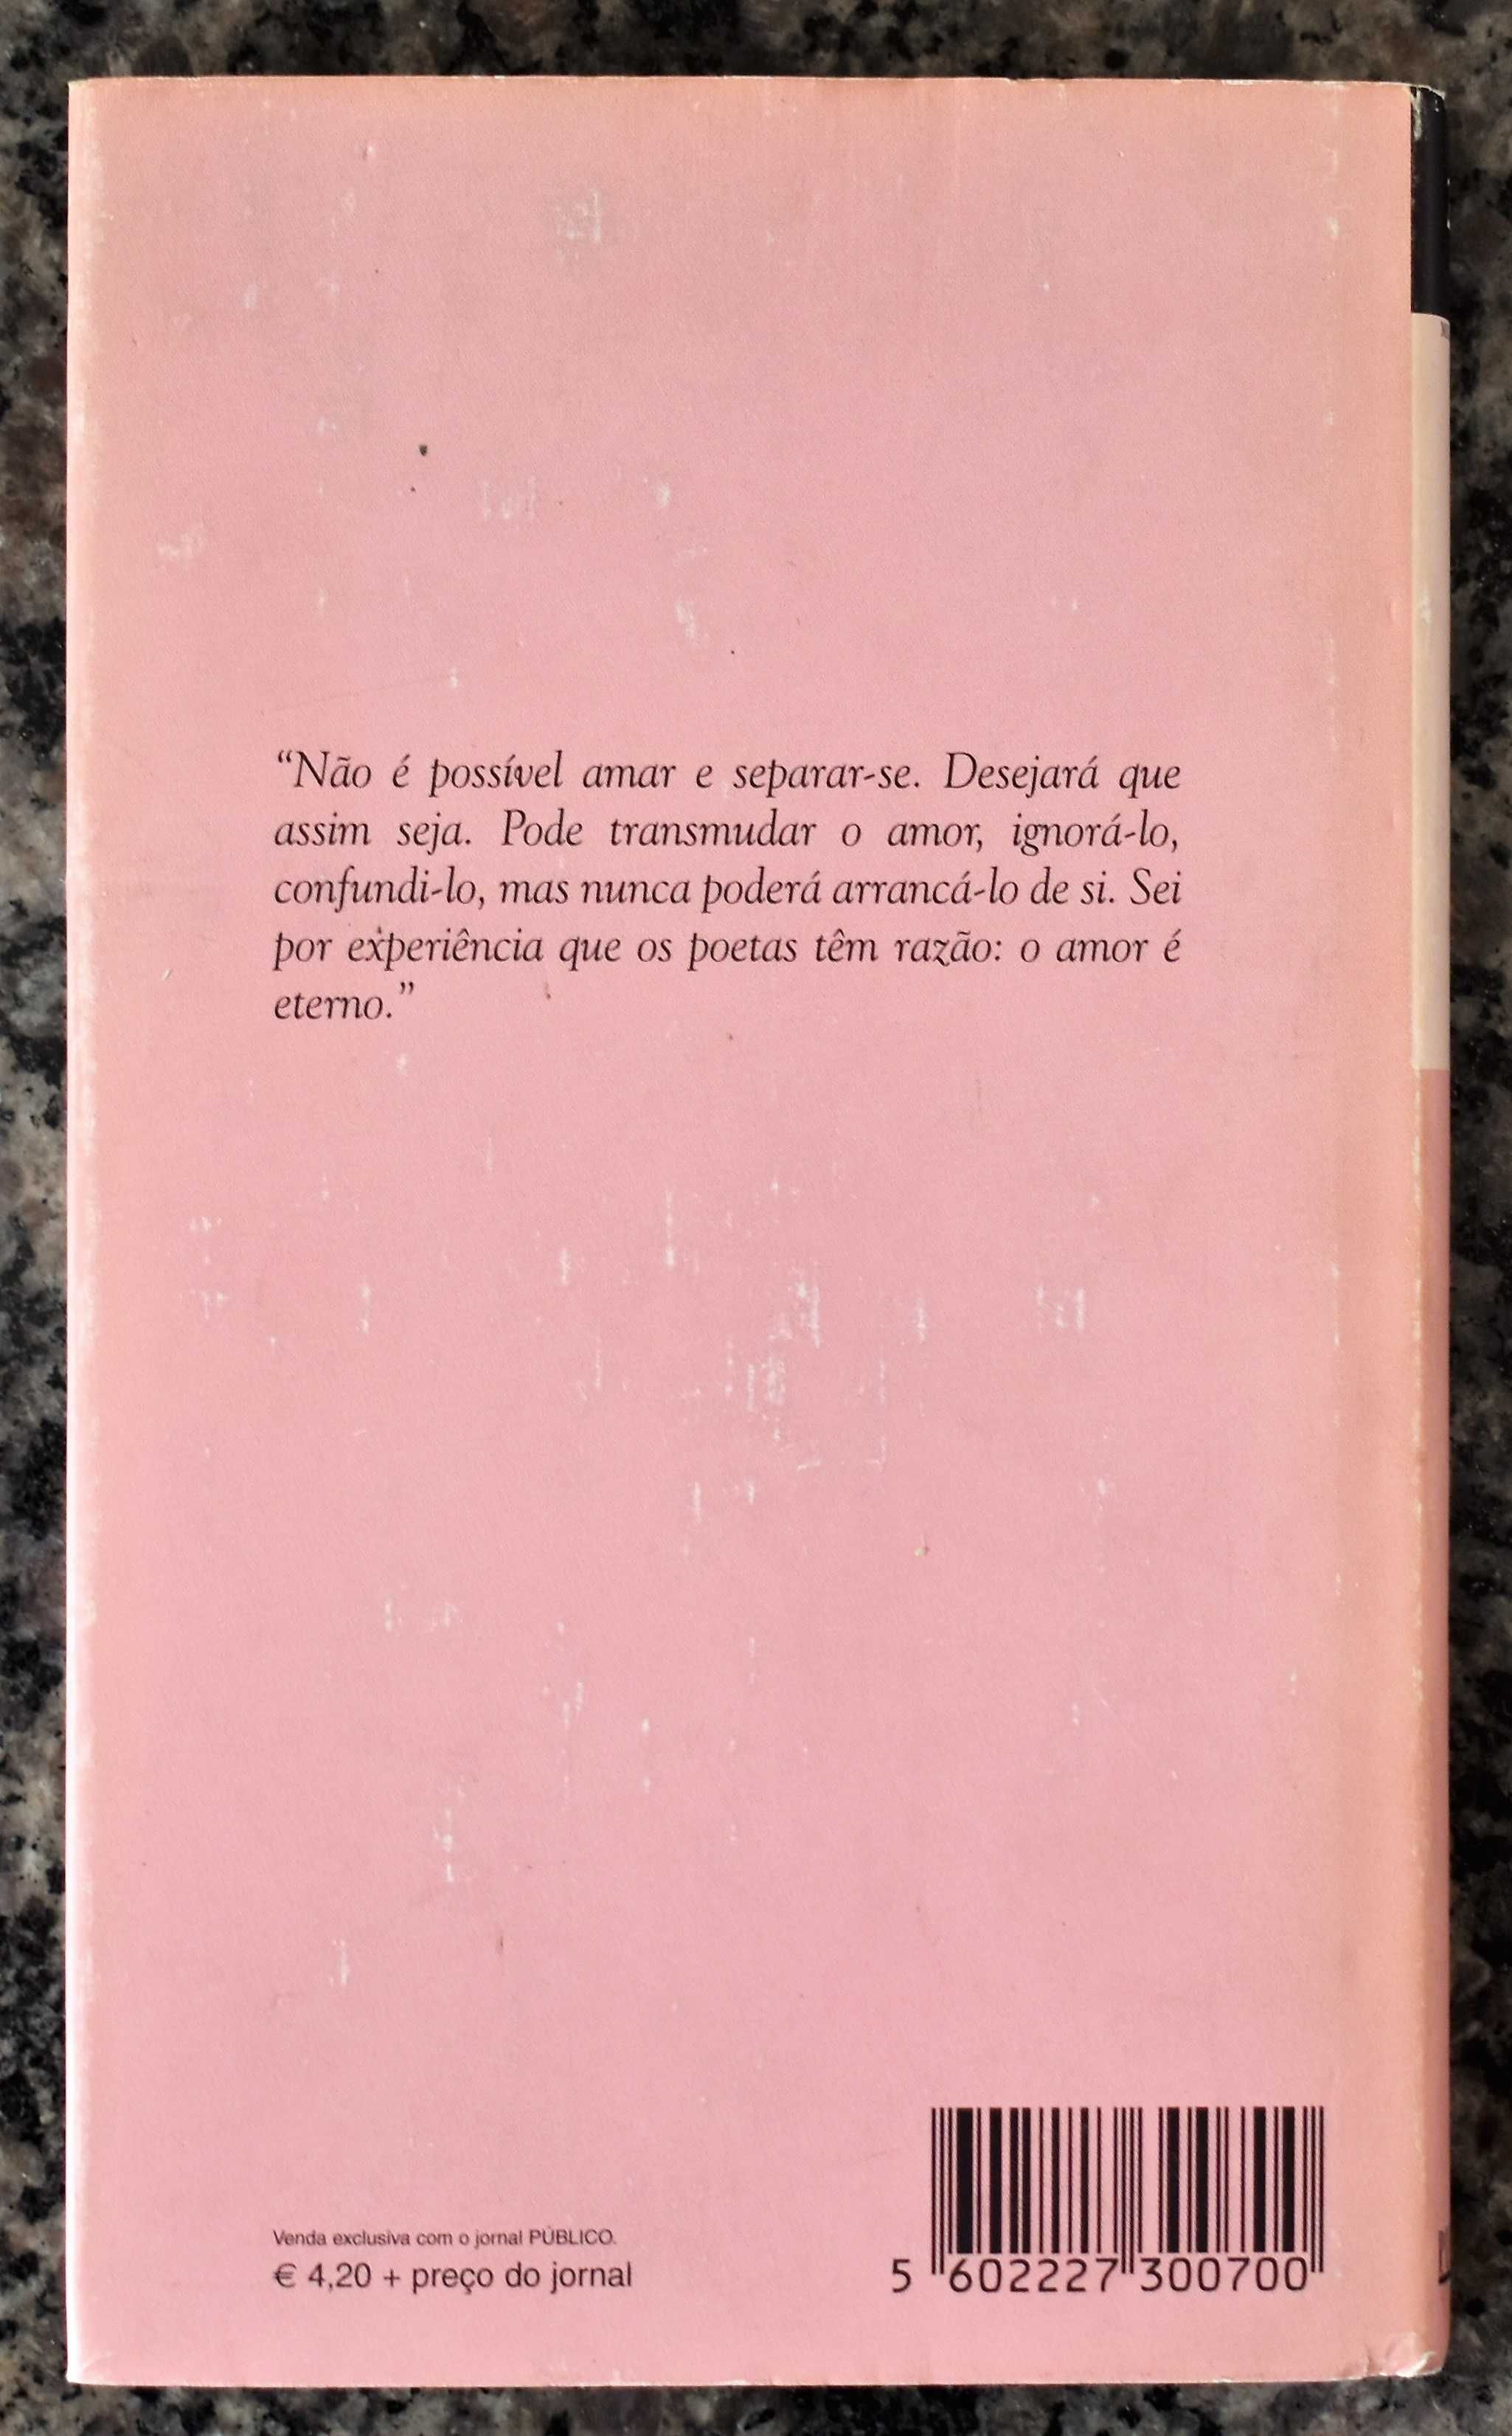 “Não é possível amar e separar-se. Desejará que
assim seja. Pode transmudar o amor, ignorá-lo,
confundi-lo, mas nunca poderá arrancá-lo de si. Sei
por experiência que os poetas têm razão: o amor é
eterno.”
Venda exclusiva com o jornal PÚBLICO.
€ 4,20 + preço do jornal
5 602227 300700